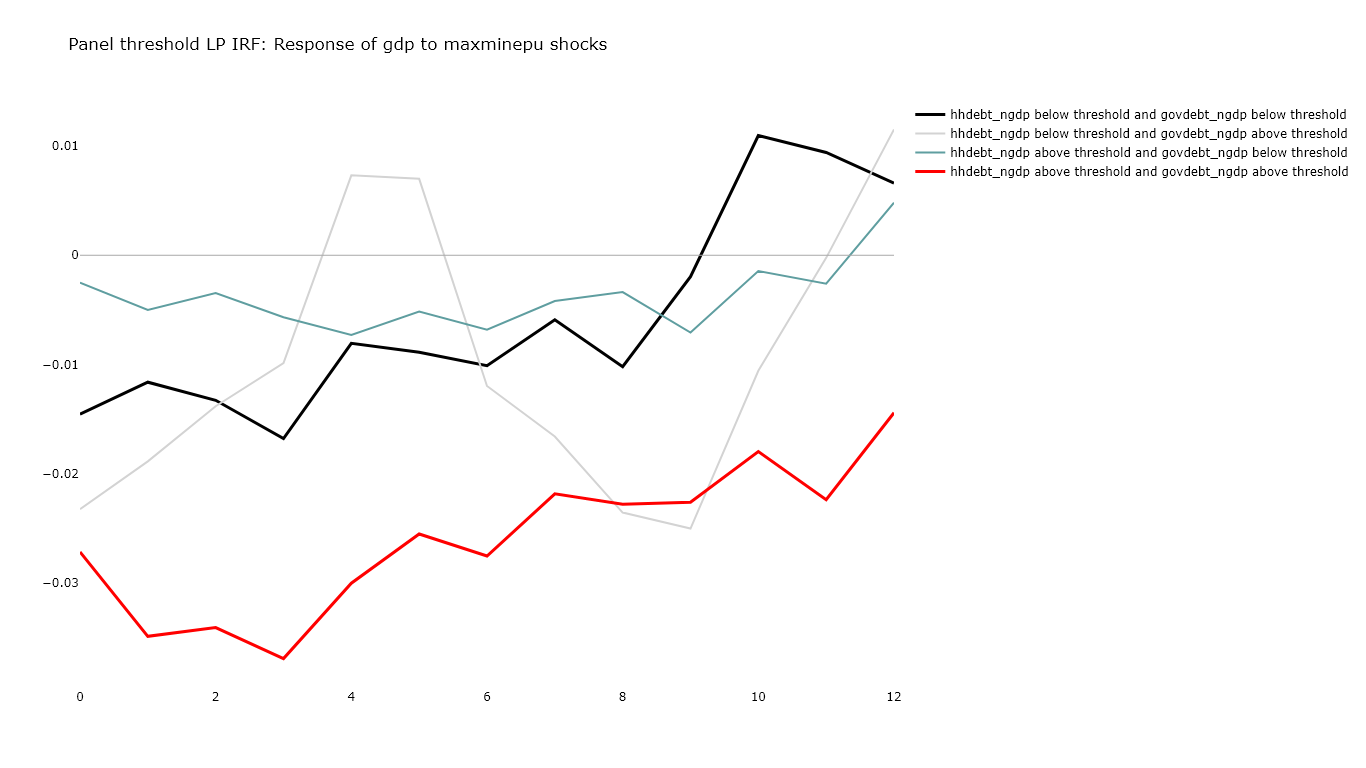 Panel threshold LP IRF: Response of gdp to maxminepu shocks
hhdebt_ngdp below threshold and govdebt_ngdp below threshold
hhdebt_ngdp below threshold and govdebt_ngdp above threshold
hhdebt_ngdp above threshold and govdebt_ngdp below threshold
hhdebt_ngdp above threshold and govdebt_ngdp above threshold
0.01
0
−0.01
−0.02
−0.03
0 2 4 6 8 10 12